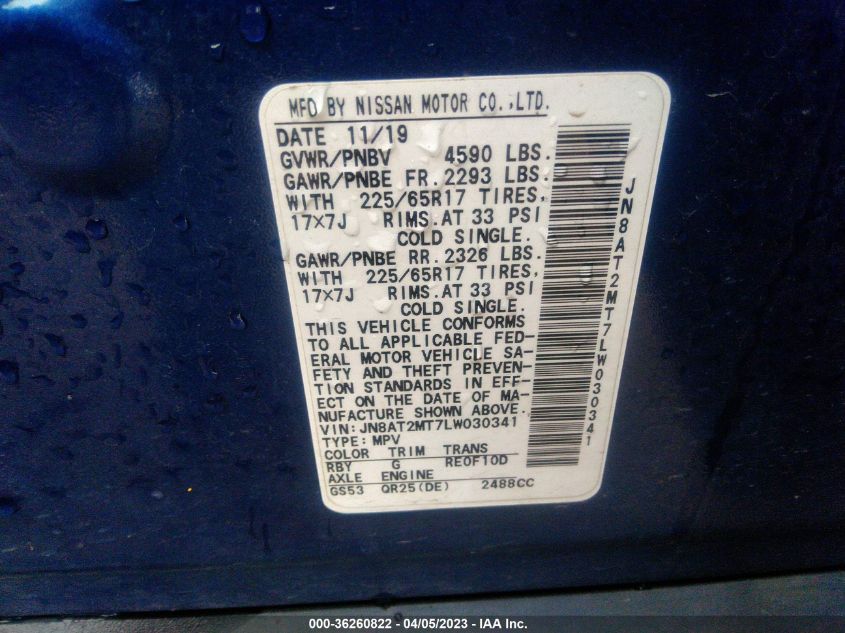 MFD BY NISSAN MOTOR CO.,LTD.
DATE 11/19
GVWR/PNBV 4590 LBS.
GAWR/PNBE FR.2293 LBS.
WITH 225/65R17 TIRES,
17×7J RIMS.AT 33 PSI
COLD SINGLE.
GAWR/PNBE RR.2326 LBS.
WITH 225/65R17 TIRES,
17×7J RIMS.AT 33 PSI
COLD SINGLE.
THIS VEHICLE CONFORMS
TO ALL APPLICABLE FED-
ERAL MOTOR VEHICLE SA-
FETY AND THEFT PREVEN-
TION STANDARDS IN EFF-
ECT ON THE DATE OF MA-
NUFACTURE SHOWN ABOVE.
VIN:JN8AT2MT7LW030341
TYPE:MPV
COLOR TRIM TRANS
RBY G RE0F10D
AXLE ENGINE
GS53 QR25(DE) 2488CC
JN8AT2MT7LW030341
000-36260822 - 04/05/2023 - IAA Inc.